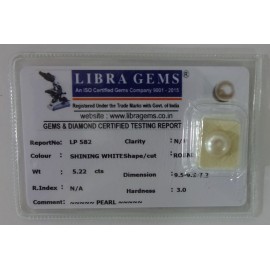 LIBRA GEMS
An ISO Certified Gems Company 9001 - 2015
Registered Under the Trade Marks with Govt. of India
website : www.libragems.co.in
GEMS & DIAMOND CERTIFIED TESTING REPORT
ReportNo: LP 582 Clarity
Colour : SHINING WHITE Shape/cut
Wt : 5.22 cts Dimension :
R.Index : N/A Hardness : 3.0
Comment: PEARL